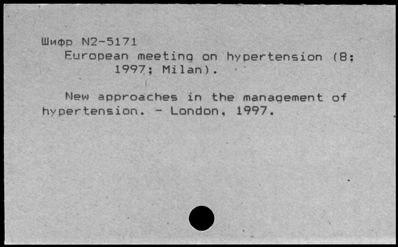 Шифр N2-5171
European meeting on hypertension (8;
1997; Milan).
New approaches in the management of
hypertension. - London, 1997.